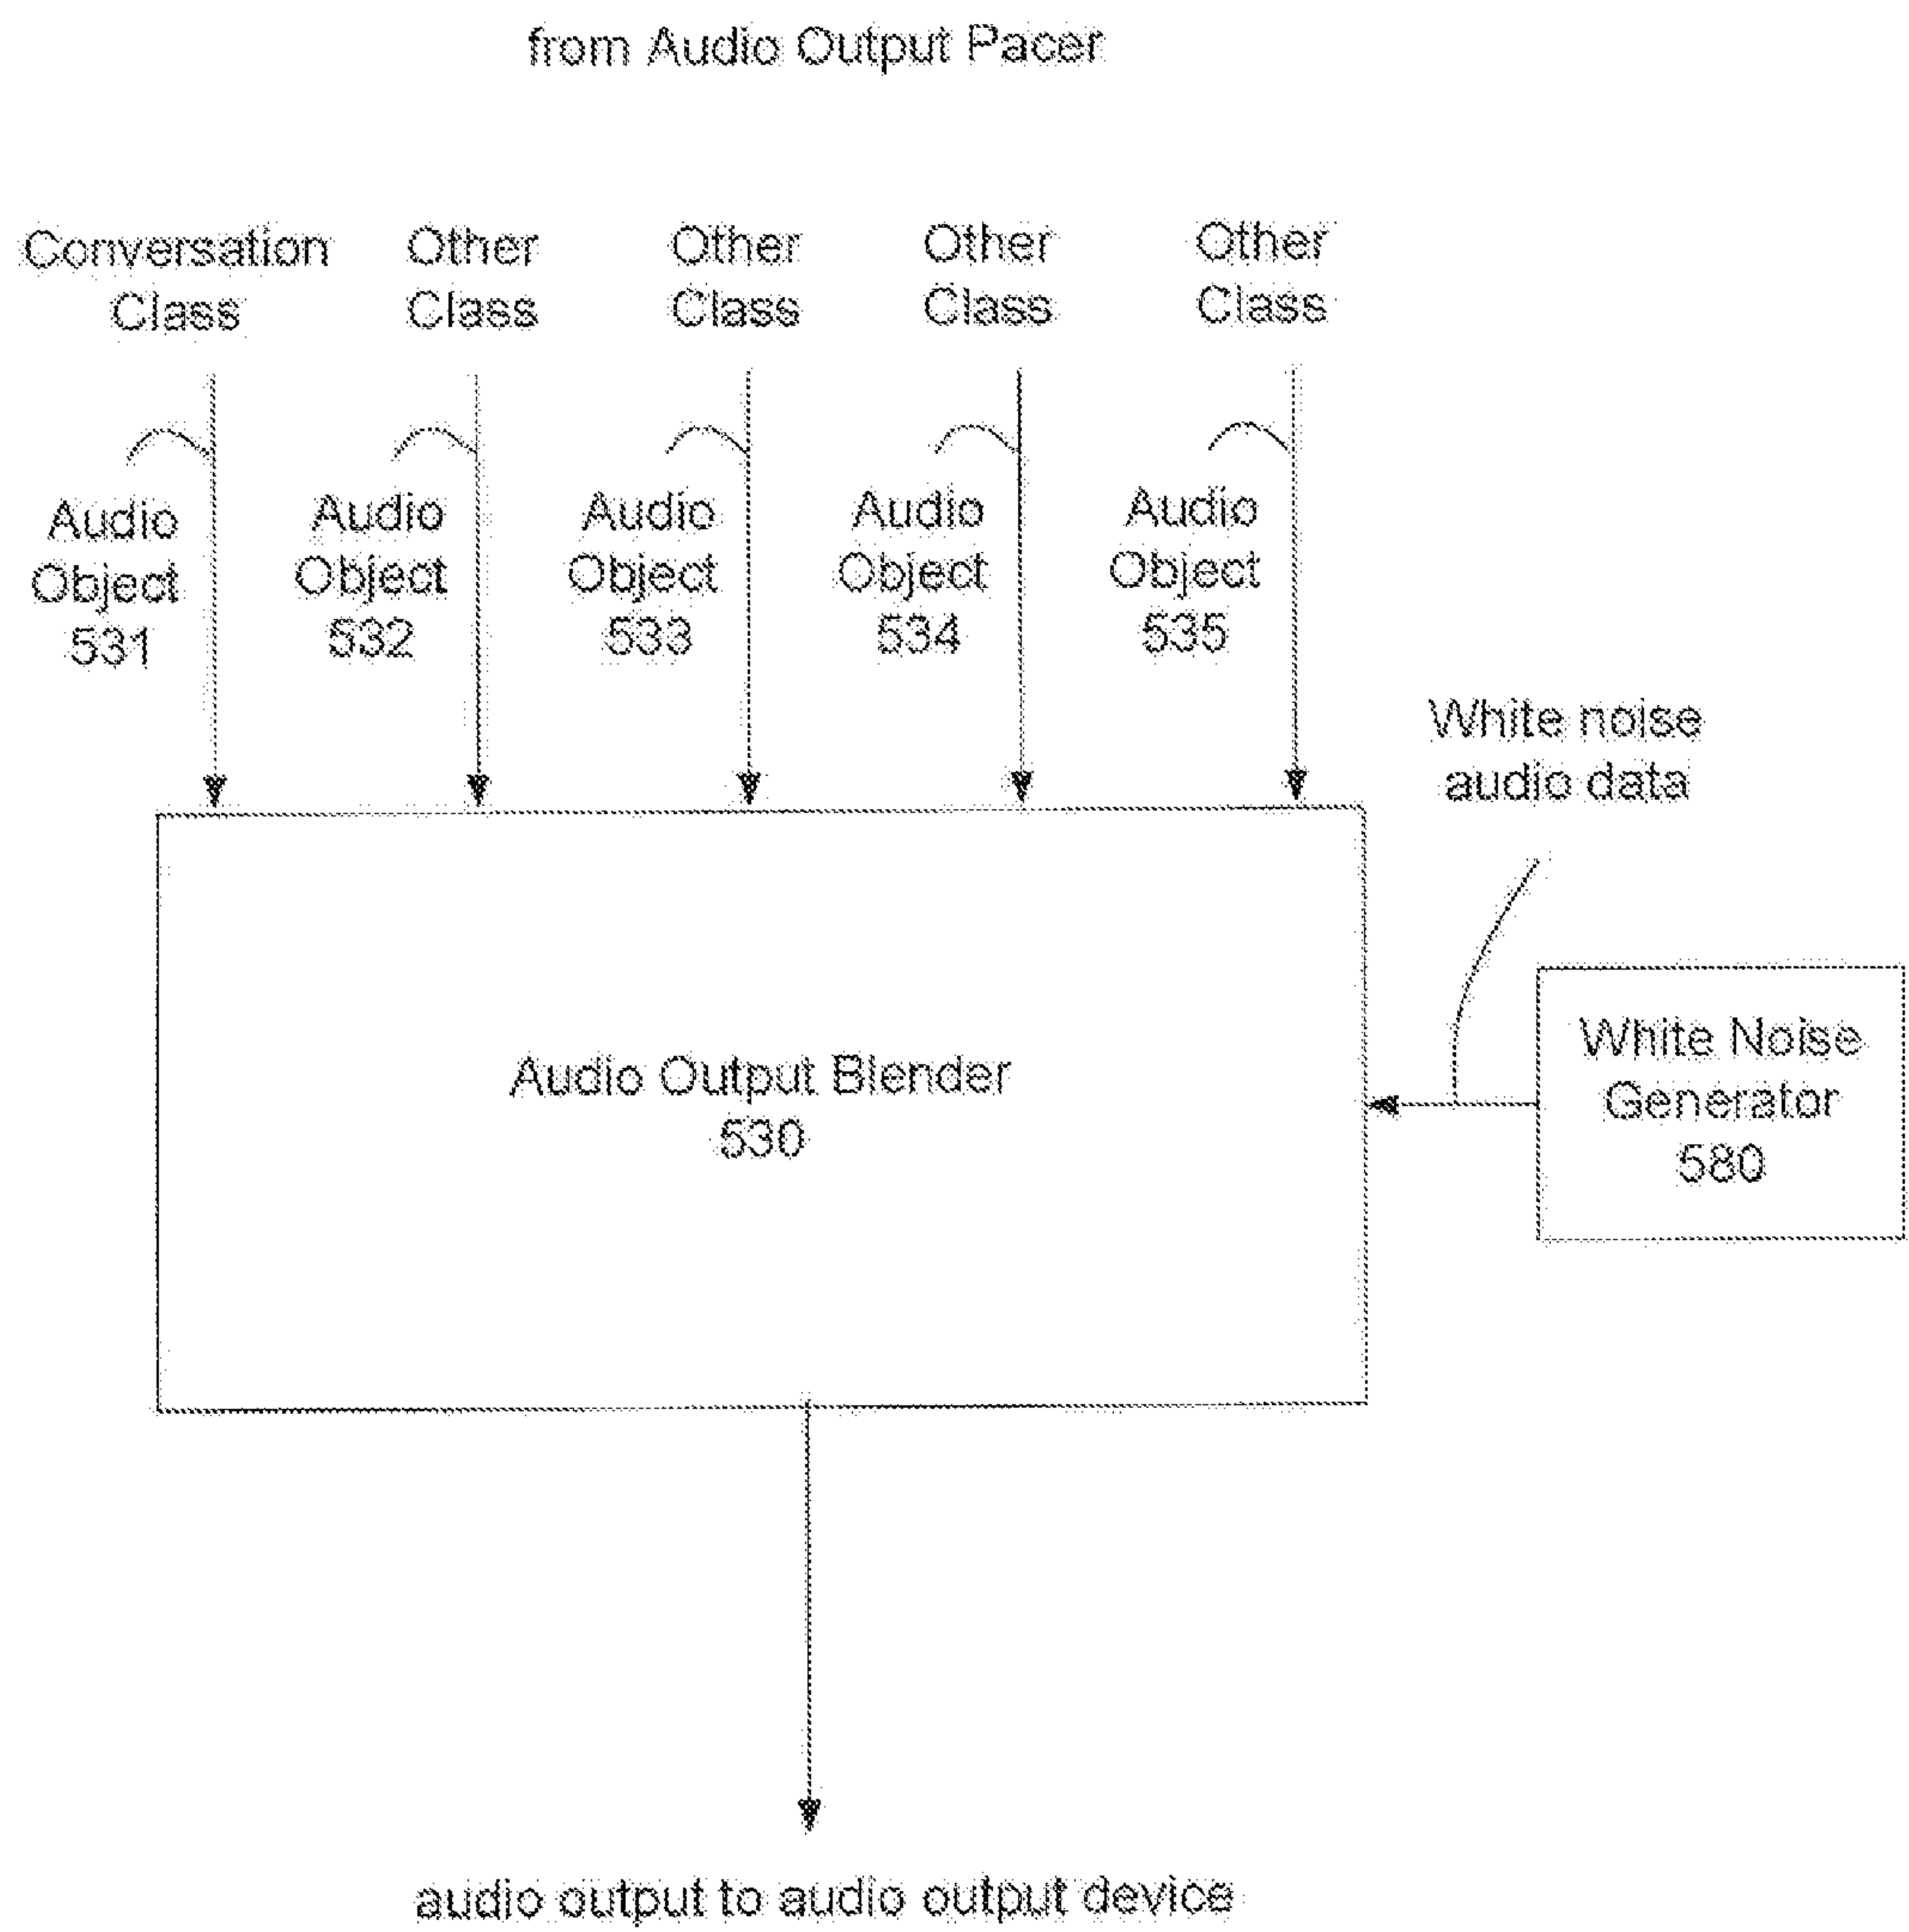 from Audio Output Pacer
Conversation
Class
Other
Class
Other
Class
Other
Class
Other
Class
Audio
Object
531
Audio
Object
532
Audio
Object
533
Audio
Object
534
Audio
Object
535
White noise
audio data
Audio Output Blender
530
White Noise
Generator
580
audio output to audio output device